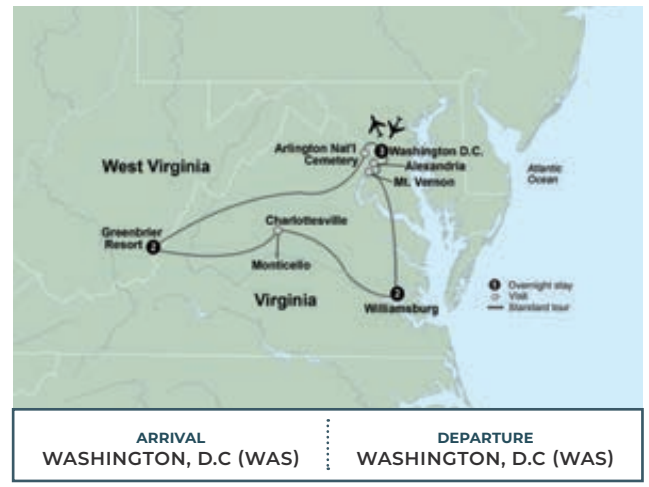 Arlington Nat'l
Cemetery
3 Washington D.C.
Alexandria
Mt. Vernon
West Virginia
Atlantic
Ocean
Charlottesville
Greenbrier
Resort 2
Monticello
Virginia
2
Williamsburg
1 Overnight stay
Visit
Standard tour
ARRIVAL
WASHINGTON, D.C (WAS)
DEPARTURE
WASHINGTON, D.C (WAS)